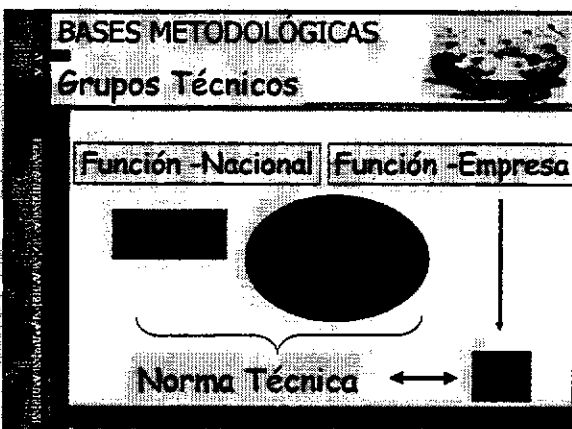 BASES METODOLÓGICAS
Grupos Técnicos
Función -Nacional
Función -Empresa
Norma Técnica